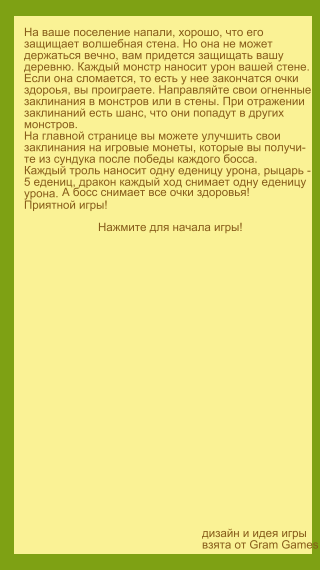 На ваше поселение напали, хорошо, что его
защищает волшебная стена. Но она не может
держаться вечно, вам придется защищать вашу
деревню. Каждый монстр наносит урон вашей стене.
Если она сломается, то есть у нее закончатся очки
здороья, вы проиграете. Направляйте свои огненные
заклинания в монстров или в стены. При отражении
заклинаний есть шанс, что они попадут в других
монстров.
На главной странице вы можете улучшить свои
заклинания на игровые монеты, которые вы получи-
те из сундука после победы каждого босса.
Каждый троль наносит одну еденицу урона, рыцарь -
5 едениц, дракон каждый ход снимает одну еденицу
урона. А босс снимает все очки здоровья!
Приятной игры!
Нажмите для начала игры!
дизайн и идея игры
взята от Gram Games